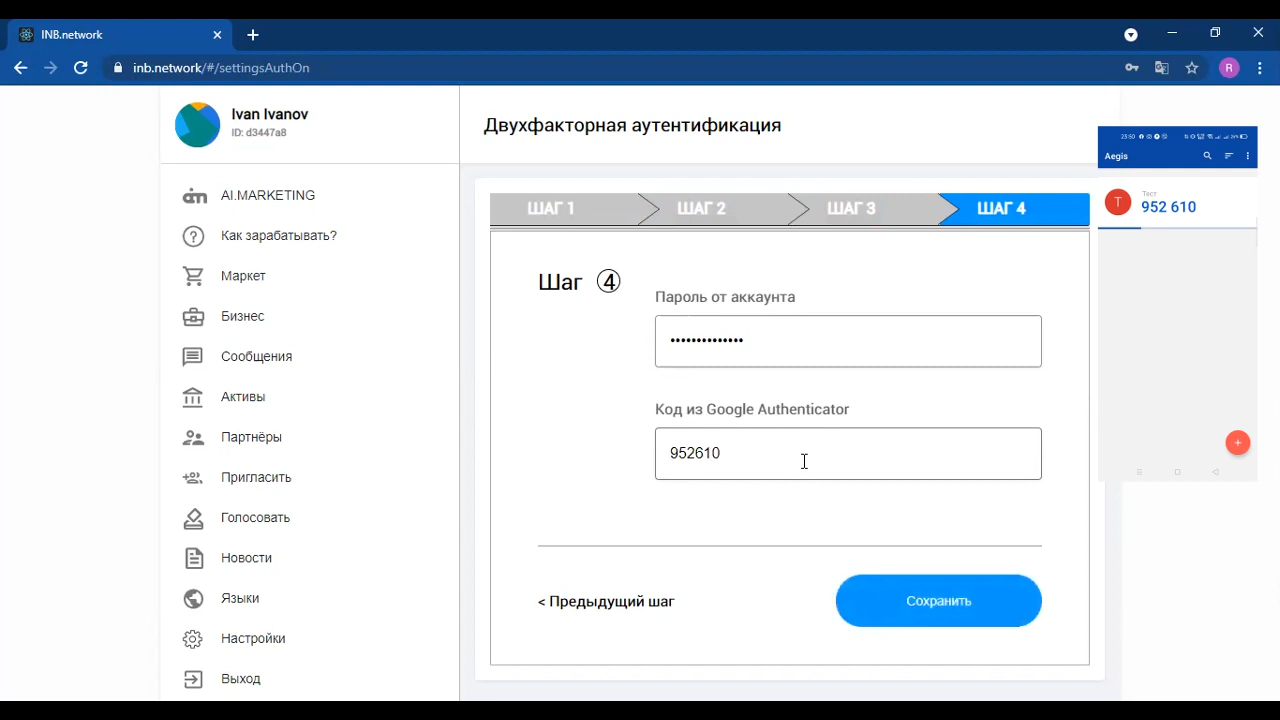 INB.network
inb.network/#/settingsAuthOn
R
Ivan Ivanov
ID: d3447a8
AI.MARKETING
Как зарабатывать?
Маркет
Бизнес
Сообщения
Активы
Партнёры
Пригласить
Голосовать
Новости
Языки
Настройки
Выход
Двухфакторная аутентификация
ШАГ 1
ШАГ 2
ШАГ 3
ШАГ 4
Шаг ④
Пароль от аккаунта
••••••••••••••
Код из Google Authenticator
952610
< Предыдущий шаг
Сохранить
23:50
Aegis
T
Тест
952 610